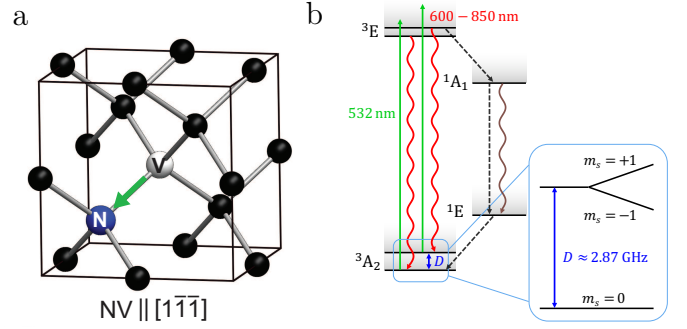 a
V
N
NV || [11̅1̅]
b
600 − 850 nm
³E
¹A₁
532 nm
¹E
³A₂
D
mₛ = +1
mₛ = −1
D ≈ 2.87 GHz
mₛ = 0